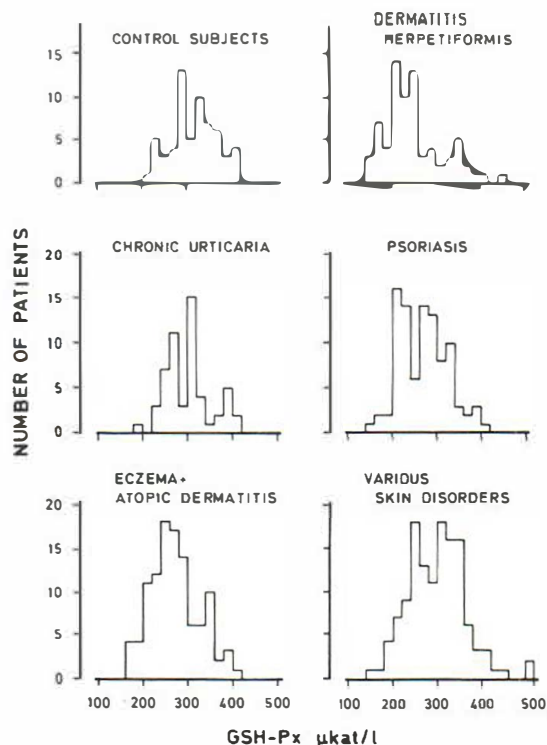 CONTROL SUBJECTS
DERMATITIS
HERPETIFORMIS
15
10
5
0
CHRONIC URTICARIA
PSORIASIS
20
15
10
5
0
ECZEMA+
ATOPIC DERMATITIS
VARIOUS
SKIN DISORDERS
20
15
10
5
0
100 200 300 400 500
100 200 300 400 500
NUMBER OF PATIENTS
GSH-Px μkat/l